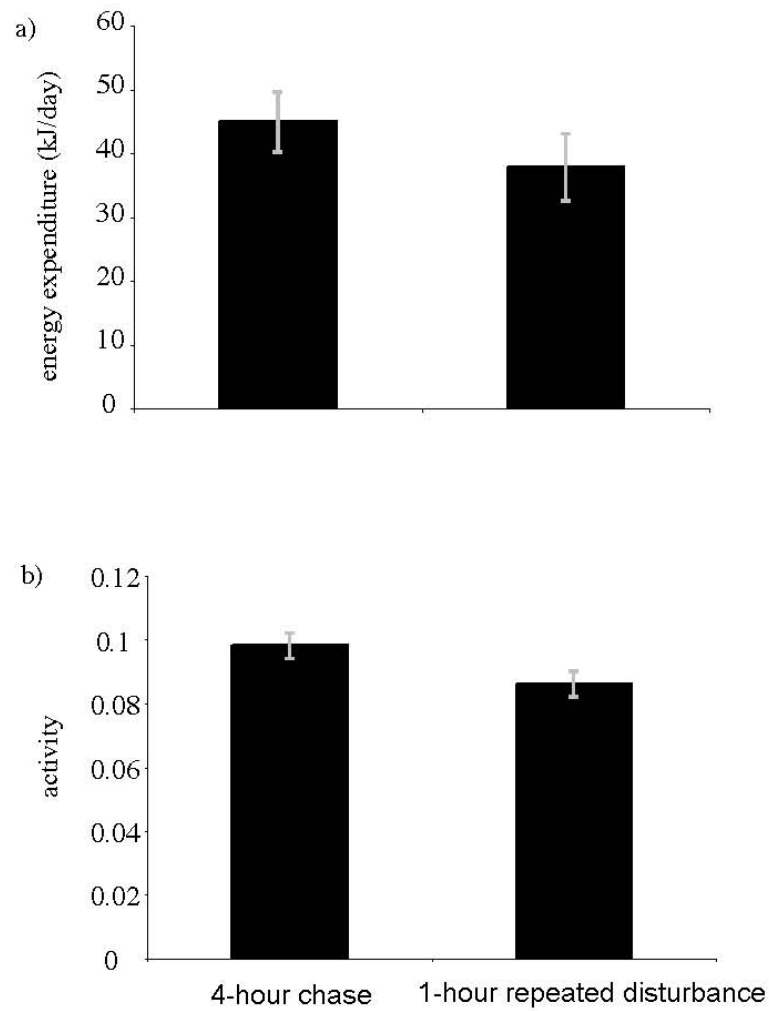 a)
energy expenditure (kJ/day)
60
50
40
30
20
10
0
b)
activity
0.12
0.1
0.08
0.06
0.04
0.02
0
4-hour chase
1-hour repeated disturbance